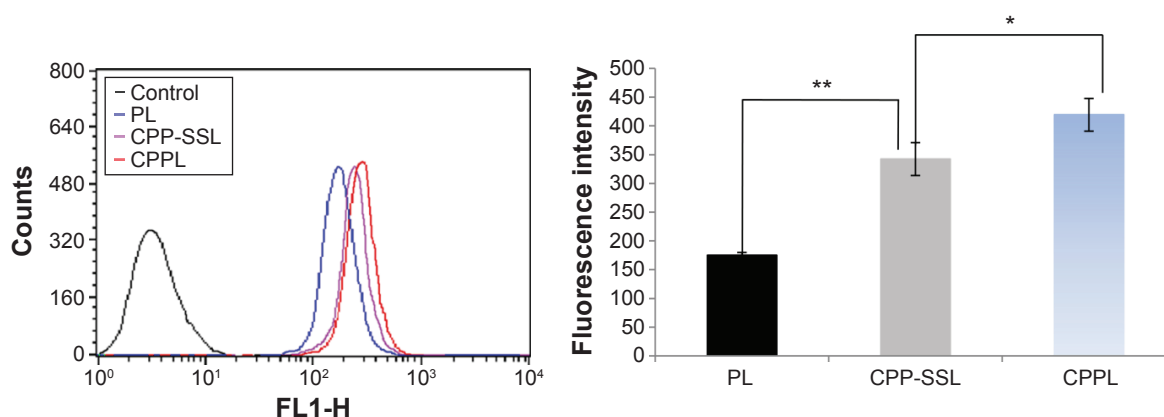 800
640
480
320
160
0
Counts
Control
PL
CPP-SSL
CPPL
10⁰
10¹
10²
10³
10⁴
FL1-H
*
**
500
450
400
350
300
250
200
150
100
50
0
Fluorescence intensity
PL
CPP-SSL
CPPL